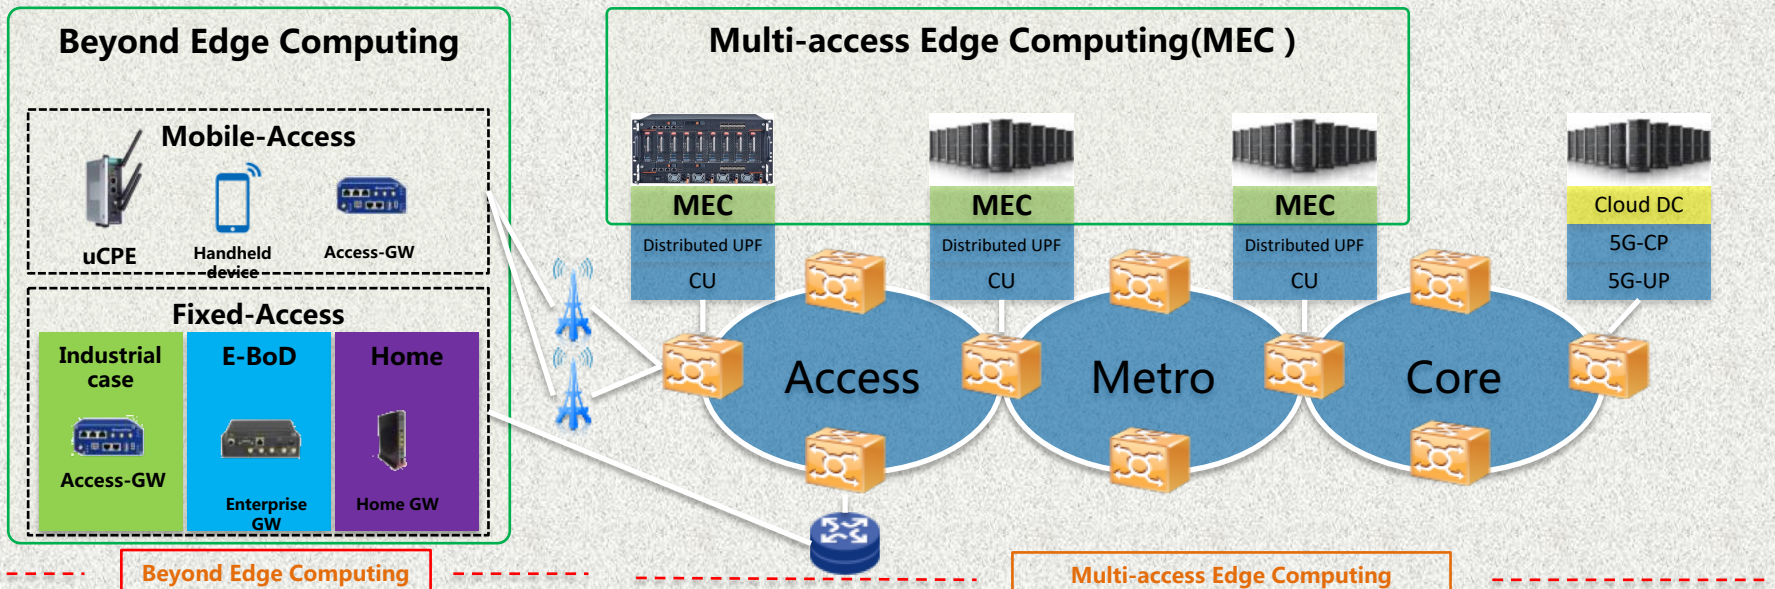 Beyond Edge Computing
Mobile-Access
uCPE
Handheld
device
Access-GW
Fixed-Access
Industrial
case
Access-GW
E-BoD
Enterprise
GW
Home
Home GW
Multi-access Edge Computing(MEC )
MEC
Distributed UPF
CU
MEC
Distributed UPF
CU
MEC
Distributed UPF
CU
Cloud DC
5G-CP
5G-UP
Access
Metro
Core
Beyond Edge Computing
Multi-access Edge Computing